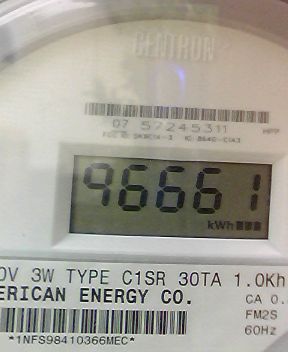 CENTRON
07 57245311
96661
kWh
0V 3W TYPE C1SR 30TA 1.0Kh
ERICAN ENERGY CO. CA 0.
FM2S
60Hz
*1NFS98410366MEC*